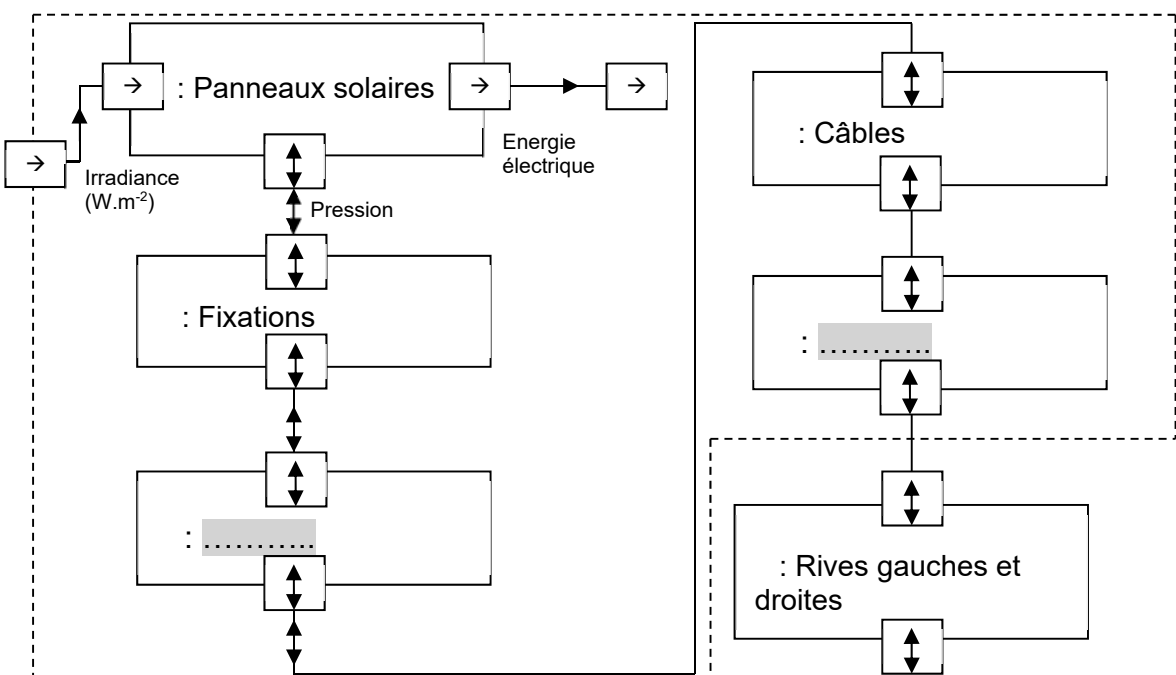 : Panneaux solaires
Energie
électrique
Irradiance
(W.m-2)
Pression
: Fixations
: ...........
: Câbles
: ...........
: Rives gauches et
droites